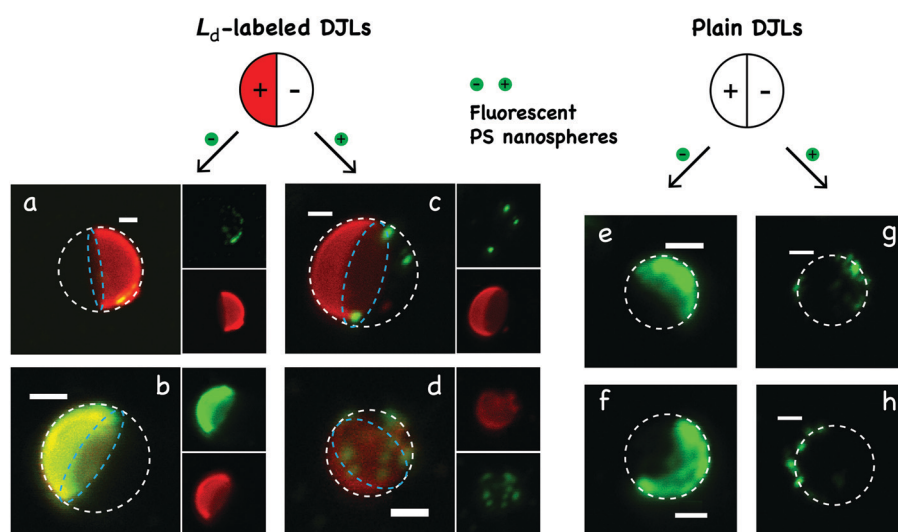 Ld-labeled DJLs
Plain DJLs
+ -
- +
Fluorescent
PS nanospheres
+ -
- +
- +
a
c
e
g
b
d
f
h